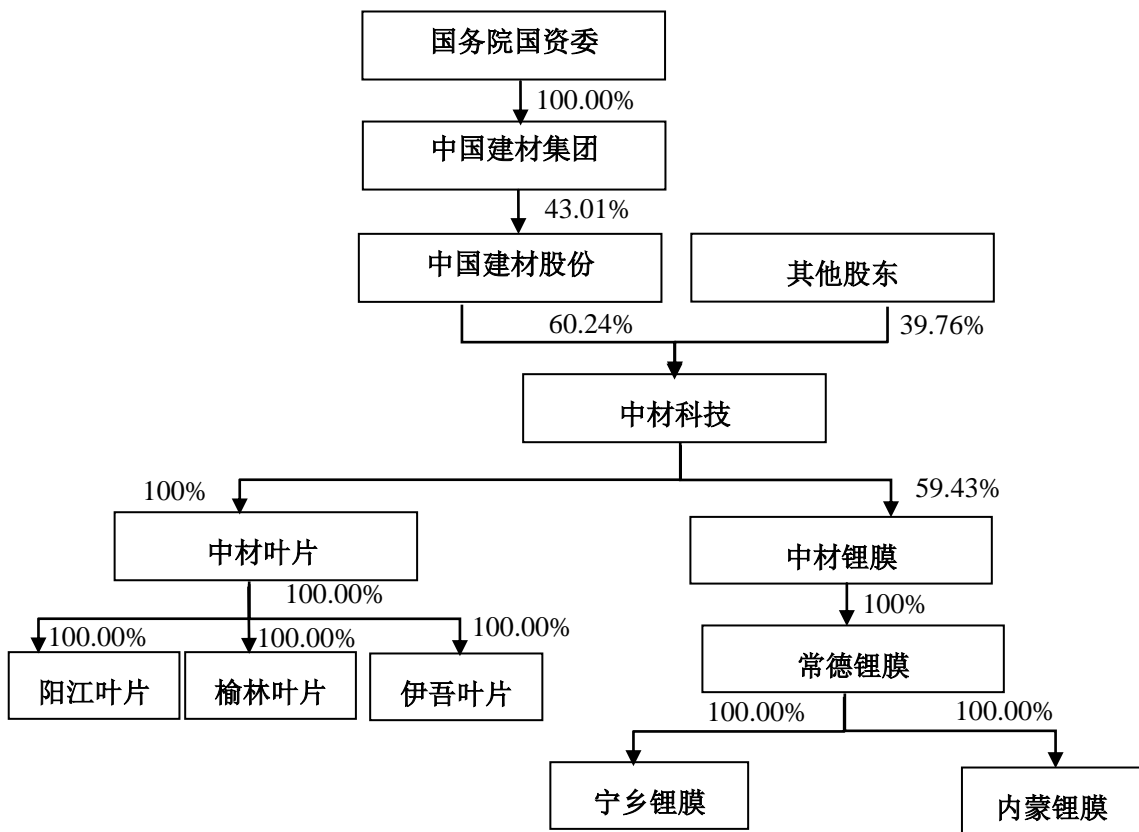 国务院国资委
100.00%
中国建材集团
43.01%
中国建材股份
其他股东
60.24%
39.76%
中材科技
100%
59.43%
中材叶片
中材锂膜
100.00%
100%
100.00%
100.00%
100.00%
阳江叶片
榆林叶片
伊吾叶片
常德锂膜
100.00%
100.00%
宁乡锂膜
内蒙锂膜